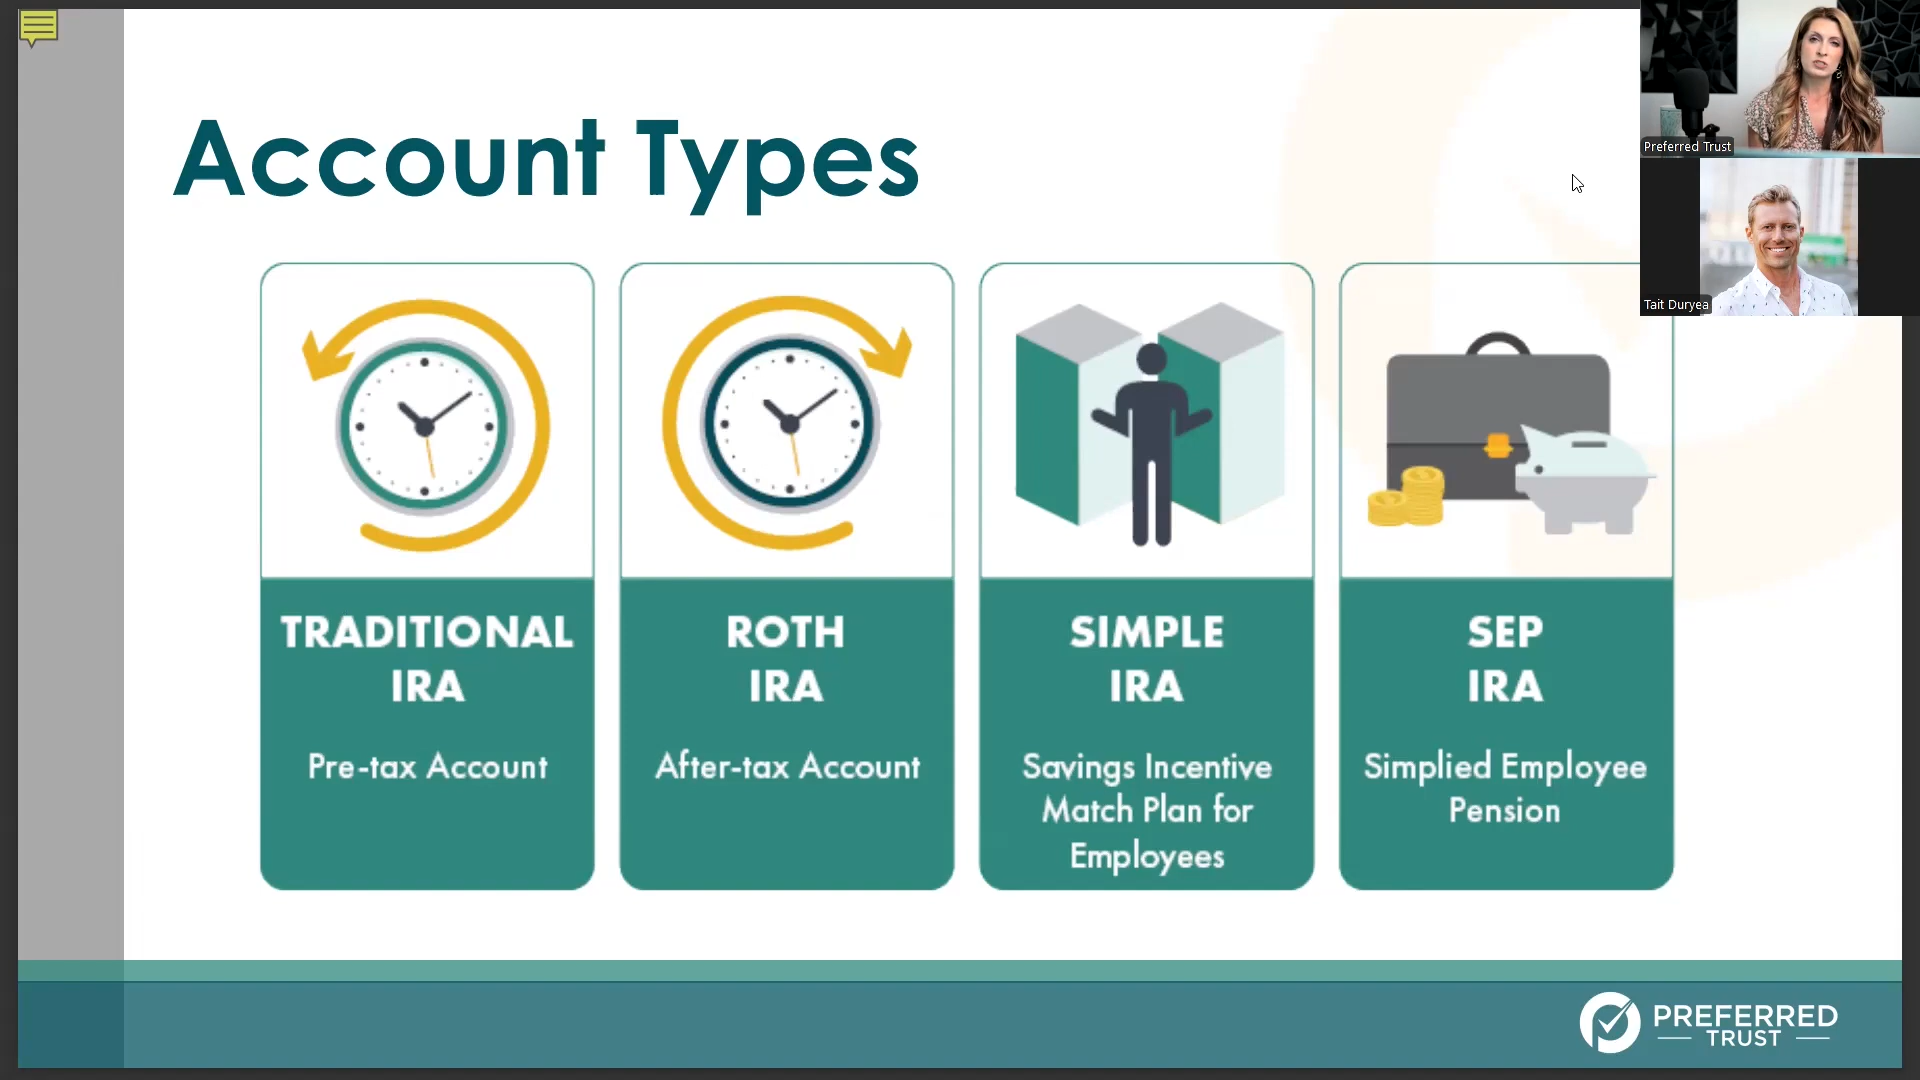 Account Types
TRADITIONAL
IRA
Pre-tax Account
ROTH
IRA
After-tax Account
SIMPLE
IRA
Savings Incentive
Match Plan for
Employees
SEP
IRA
Simplied Employee
Pension
Preferred Trust
Tait Duryea
PREFERRED
TRUST